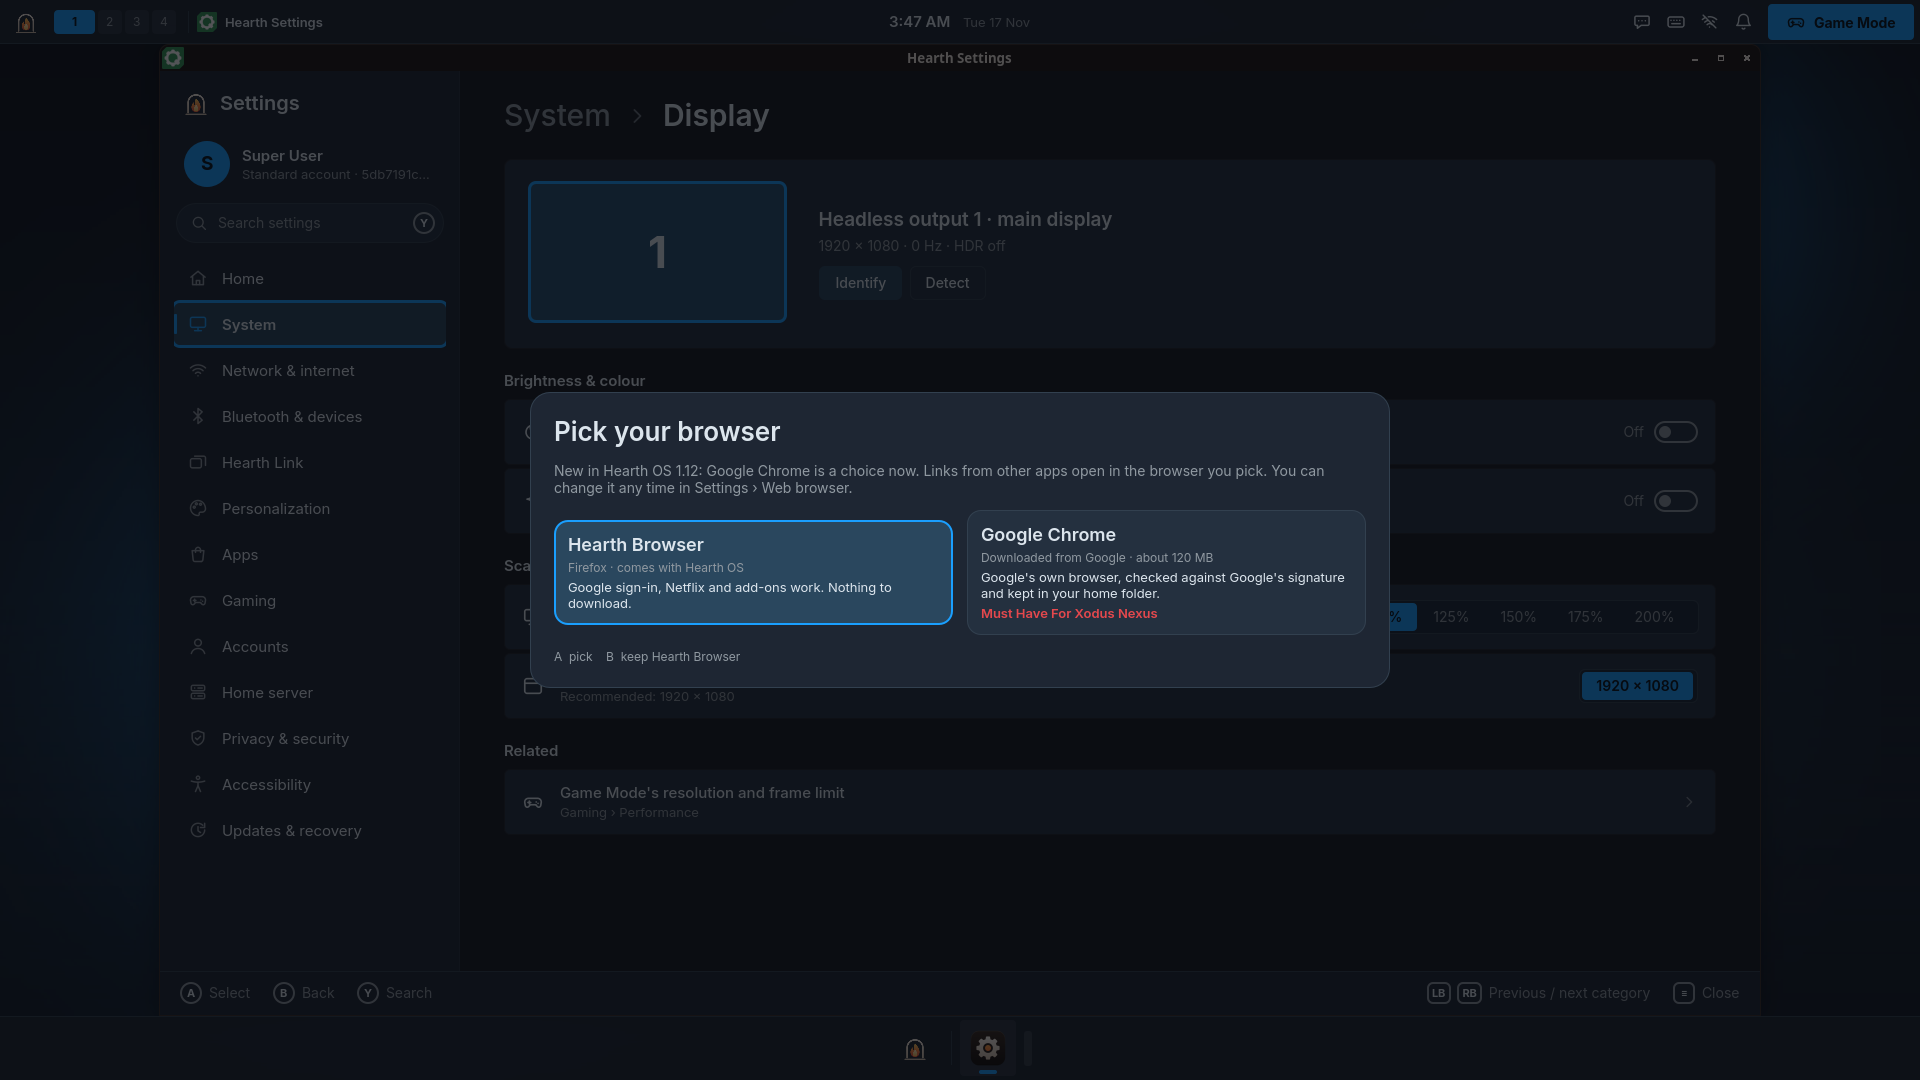 1 2 3 4 Hearth Settings
3:47 AM Tue 17 Nov
Game Mode
Hearth Settings
Settings
S
Super User
Standard account · 5db7191c...
Search settings Y
Home
System
Network & internet
Bluetooth & devices
Hearth Link
Personalization
Apps
Gaming
Accounts
Home server
Privacy & security
Accessibility
Updates & recovery
System › Display
1
Headless output 1 · main display
1920 × 1080 · 0 Hz · HDR off
Identify Detect
Brightness & colour
Off
Off
Pick your browser
New in Hearth OS 1.12: Google Chrome is a choice now. Links from other apps open in the browser you pick. You can
change it any time in Settings › Web browser.
Hearth Browser
Firefox · comes with Hearth OS
Google sign-in, Netflix and add-ons work. Nothing to
download.
Google Chrome
Downloaded from Google · about 120 MB
Google's own browser, checked against Google's signature
and kept in your home folder.
Must Have For Xodus Nexus
A pick B keep Hearth Browser
125% 150% 175% 200%
Recommended: 1920 × 1080
1920 × 1080
Related
Game Mode's resolution and frame limit
Gaming › Performance
A Select B Back Y Search
LB RB Previous / next category Close